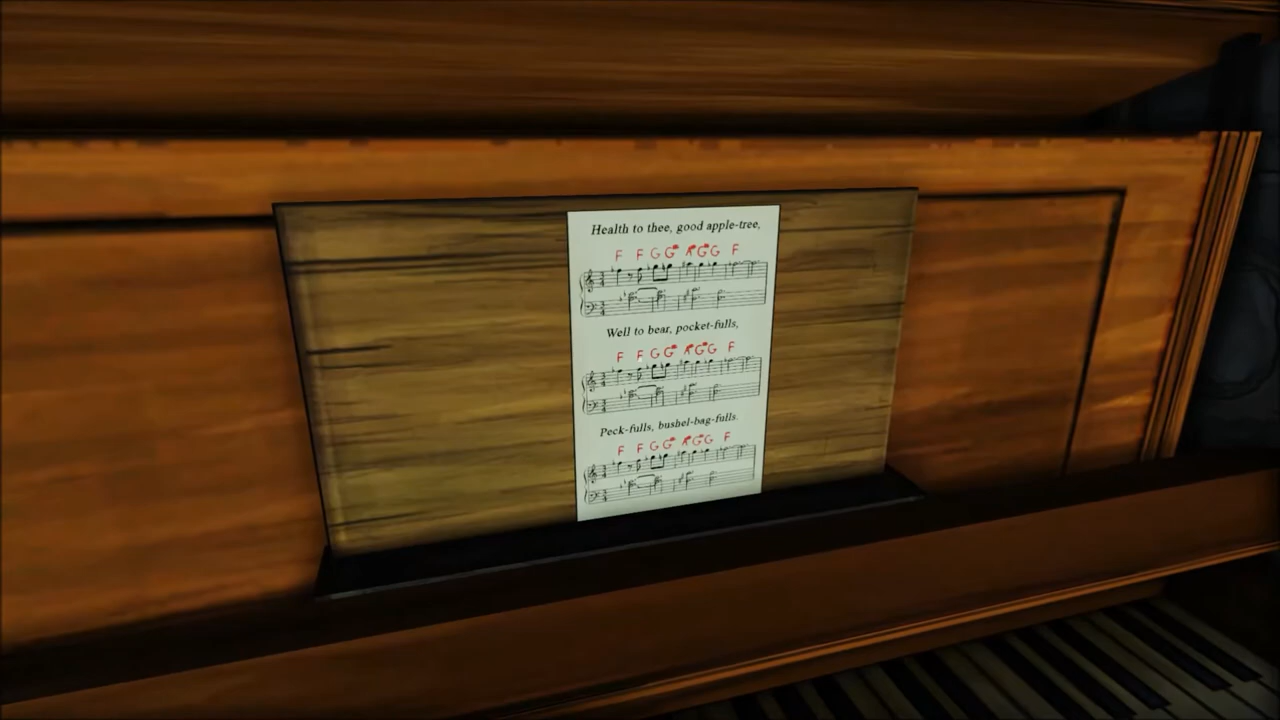 Health to thee, good apple-tree,
F F G G# A# G# G F
Well to bear, pocket-fulls,
F F G G# A# G# G F
Peck-fulls, bushel-bag-fulls.
F F G G# A# G# G F